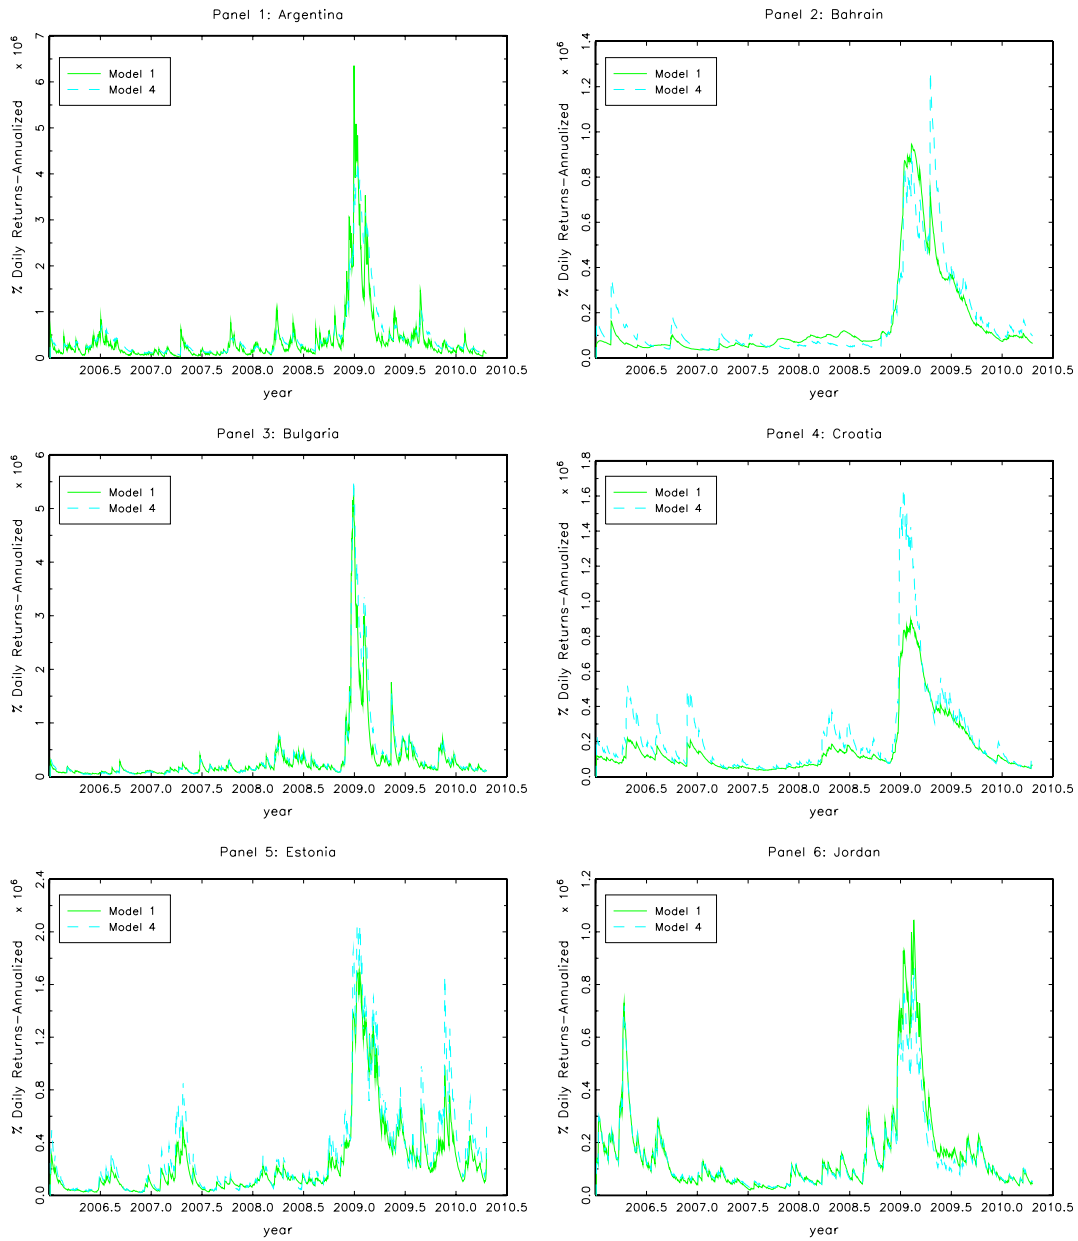 Panel 1: Argentina
% Daily Returns-Annualized x 10^6
7
6
5
4
3
2
1
0
Model 1
Model 4
2006.5 2007.0 2007.5 2008.0 2008.5 2009.0 2009.5 2010.0 2010.5
year
Panel 2: Bahrain
% Daily Returns-Annualized x 10^6
1.4
1.2
1.0
0.8
0.6
0.4
0.2
0.0
Model 1
Model 4
2006.5 2007.0 2007.5 2008.0 2008.5 2009.0 2009.5 2010.0 2010.5
year
Panel 3: Bulgaria
% Daily Returns-Annualized x 10^6
6
5
4
3
2
1
0
Model 1
Model 4
2006.5 2007.0 2007.5 2008.0 2008.5 2009.0 2009.5 2010.0 2010.5
year
Panel 4: Croatia
% Daily Returns-Annualized x 10^6
1.8
1.6
1.4
1.2
1.0
0.8
0.6
0.4
0.2
0.0
Model 1
Model 4
2006.5 2007.0 2007.5 2008.0 2008.5 2009.0 2009.5 2010.0 2010.5
year
Panel 5: Estonia
% Daily Returns-Annualized x 10^6
2.4
2.0
1.6
1.2
0.8
0.4
0.0
Model 1
Model 4
2006.5 2007.0 2007.5 2008.0 2008.5 2009.0 2009.5 2010.0 2010.5
year
Panel 6: Jordan
% Daily Returns-Annualized x 10^6
1.2
1.0
0.8
0.6
0.4
0.2
0.0
Model 1
Model 4
2006.5 2007.0 2007.5 2008.0 2008.5 2009.0 2009.5 2010.0 2010.5
year